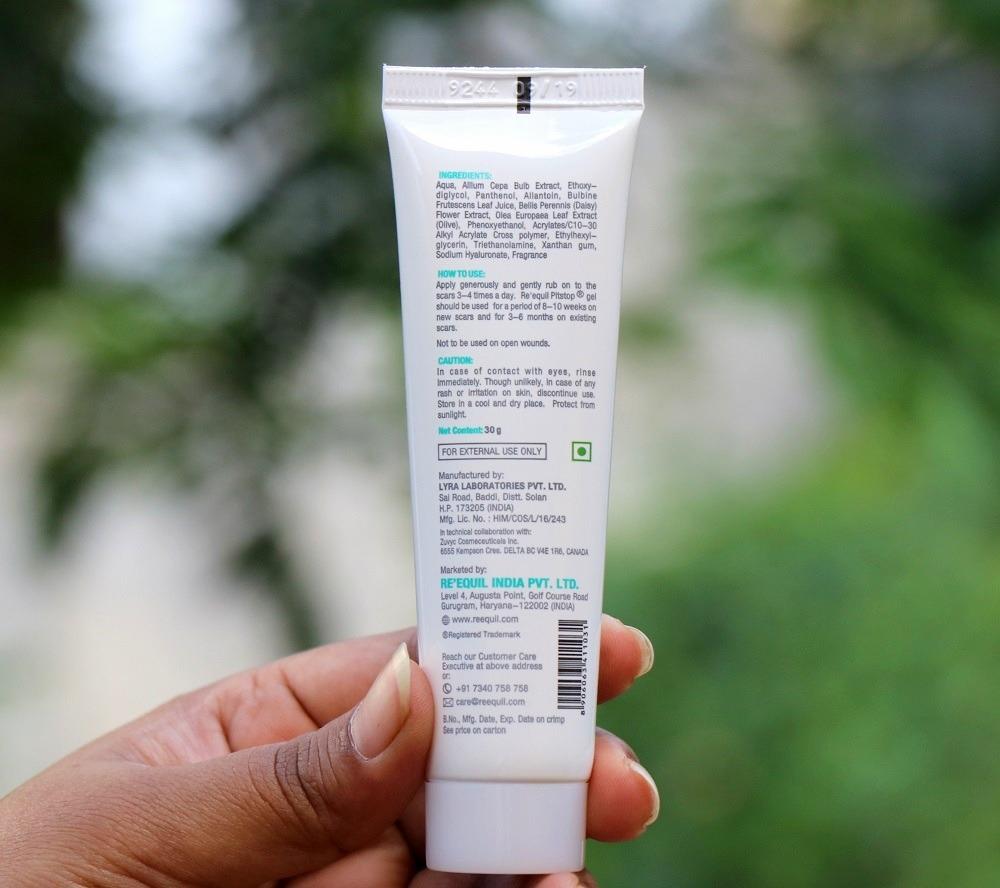 9244 09/19
INGREDIENTS:
Aqua, Allium Cepa Bulb Extract, Ethoxy-
diglycol, Panthenol, Allantoin, Bulbine
Frutescens Leaf Juice, Bellis Perennis (Daisy)
Flower Extract, Olea Europaea Leaf Extract
(Olive), Phenoxyethanol, Acrylates/C10-30
Alkyl Acrylate Cross polymer, Ethylhexyl-
glycerin, Triethanolamine, Xanthan gum,
Sodium Hyaluronate, Fragrance
HOW TO USE:
Apply generously and gently rub on to the
scars 3-4 times a day. Re'equil Pitstop® gel
should be used for a period of 8-10 weeks on
new scars and for 3-6 months on existing
scars.
Not to be used on open wounds.
CAUTION:
In case of contact with eyes, rinse
immediately. Though unlikely, in case of any
rash or irritation on skin, discontinue use.
Store in a cool and dry place. Protect from
sunlight.
Net Content: 30 g
FOR EXTERNAL USE ONLY
Manufactured by:
LYRA LABORATORIES PVT. LTD.
Sai Road, Baddi, Distt. Solan
H.P. 173205 (INDIA)
Mfg. Lic. No. : HIM/COS/L/16/243
In technical collaboration with:
Zuvyc Cosmeceuticals Inc.
6555 Kempson Cres. DELTA BC V4E 1R6, CANADA
Marketed by:
RE'EQUIL INDIA PVT. LTD.
Level 4, Augusta Point, Golf Course Road
Gurugram, Haryana-122002 (INDIA)
www.reequil.com
®Registered Trademark
Reach our Customer Care
Executive at above address
or:
+91 7340 758 758
care@reequil.com
B.No., Mfg. Date, Exp. Date on crimp
See price on carton
8906063411031